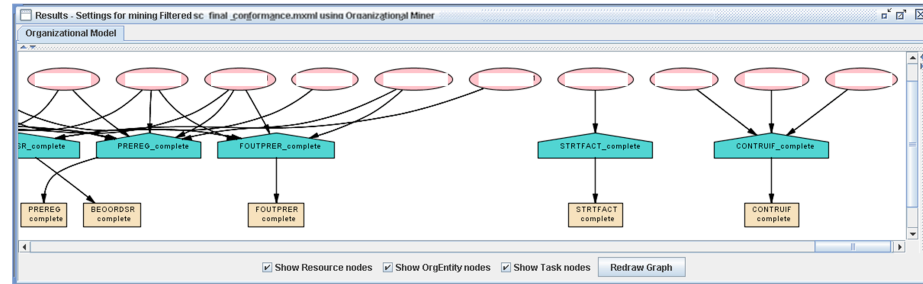 Results - Settings for mining Filtered sc final _conformance.mxml using Organizational Miner
Organizational Model
SR_complete PREREG_complete FOUTPRER_complete STRTFACT_complete CONTRUIF_complete
PREREG BEOORDSR FOUTPRER STRTFACT CONTRUIF
complete complete complete complete complete
Show Resource nodes Show OrgEntity nodes Show Task nodes Redraw Graph